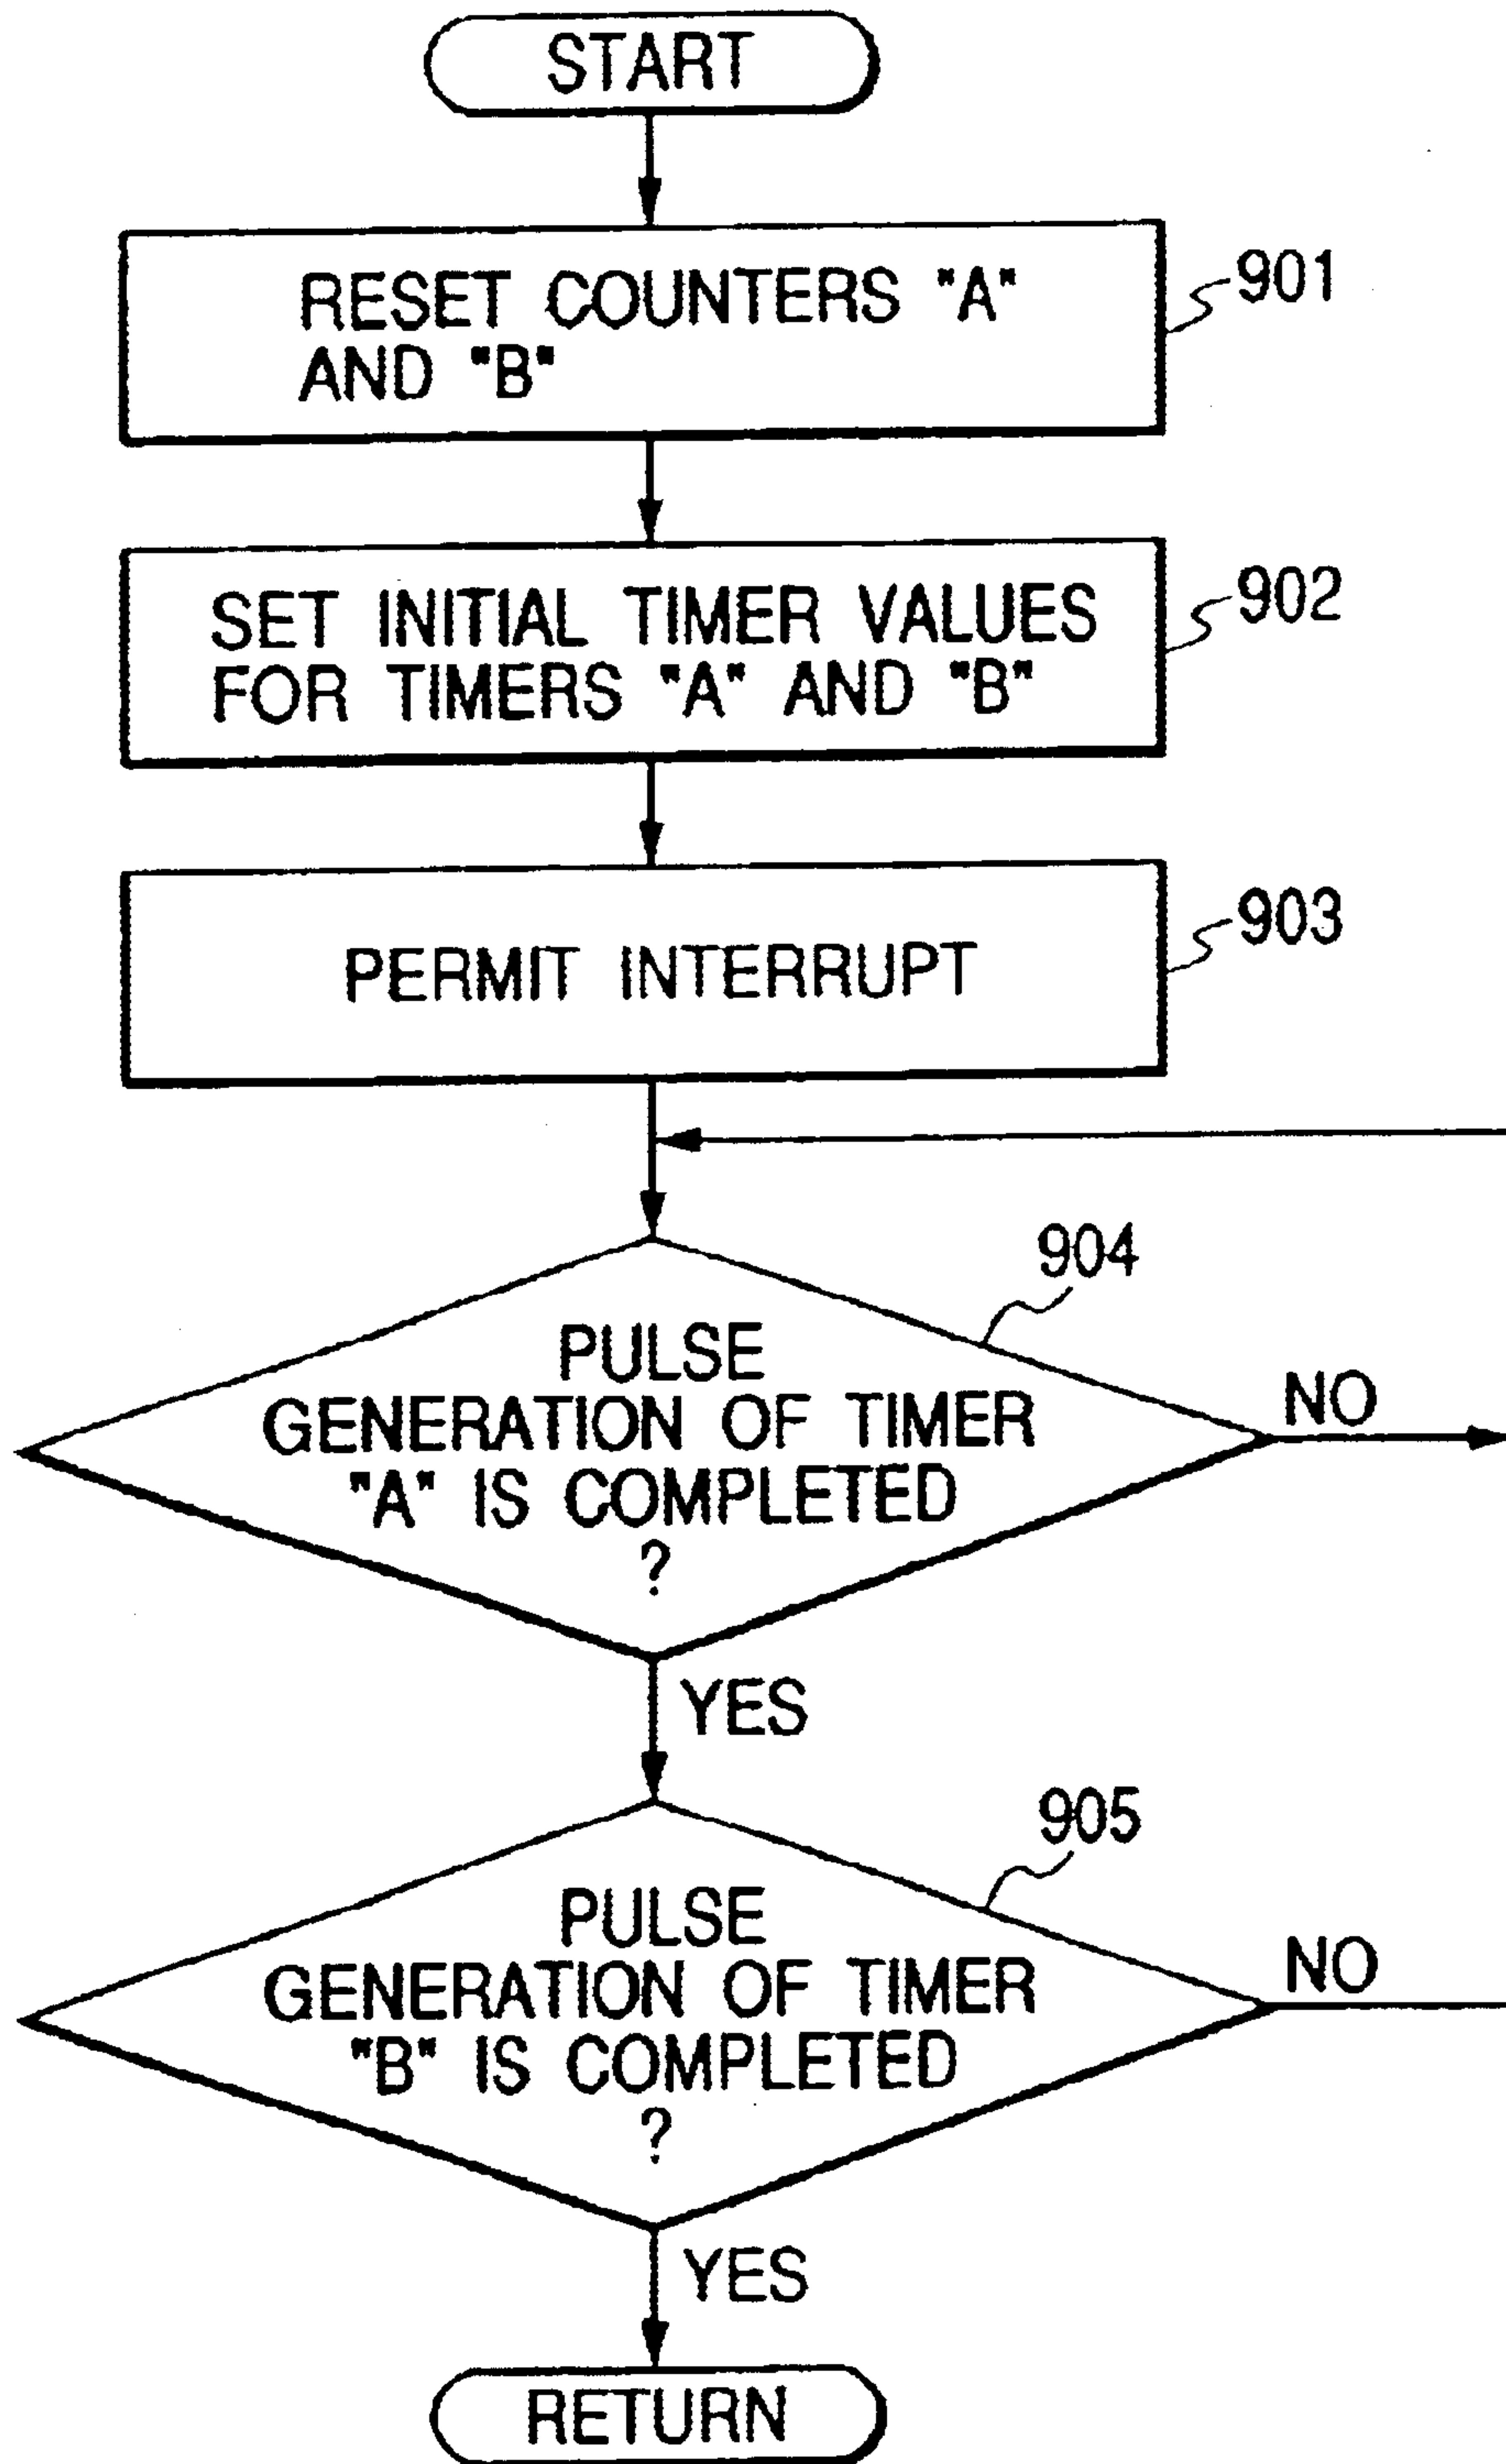 START
RESET COUNTERS "A"
AND "B"
901
SET INITIAL TIMER VALUES
FOR TIMERS "A" AND "B"
902
PERMIT INTERRUPT
903
904
PULSE
GENERATION OF TIMER
"A" IS COMPLETED
?
NO
YES
905
PULSE
GENERATION OF TIMER
"B" IS COMPLETED
?
NO
YES
RETURN